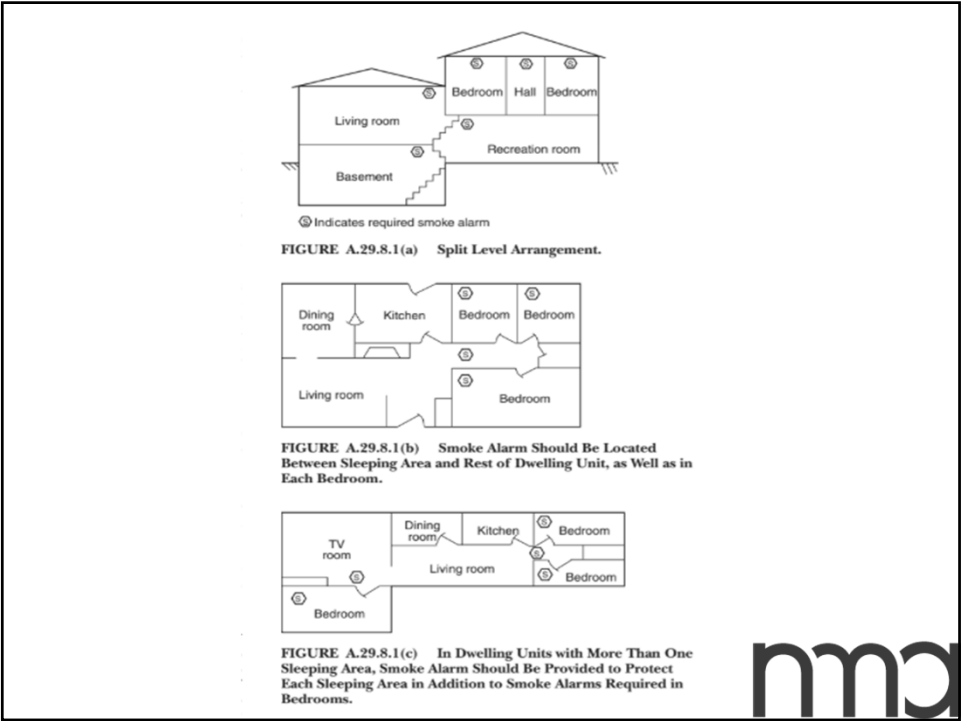 S S S
S Bedroom Hall Bedroom
Living room S
Recreation room
S
Basement
S Indicates required smoke alarm
FIGURE A.29.8.1(a) Split Level Arrangement.
S S
Dining room Kitchen Bedroom Bedroom
S
S
Living room Bedroom
FIGURE A.29.8.1(b) Smoke Alarm Should Be Located
Between Sleeping Area and Rest of Dwelling Unit, as Well as in
Each Bedroom.
TV room
Dining room Kitchen S Bedroom
S
Living room S Bedroom
S
S
Bedroom
FIGURE A.29.8.1(c) In Dwelling Units with More Than One
Sleeping Area, Smoke Alarm Should Be Provided to Protect
Each Sleeping Area in Addition to Smoke Alarms Required in
Bedrooms.
nma